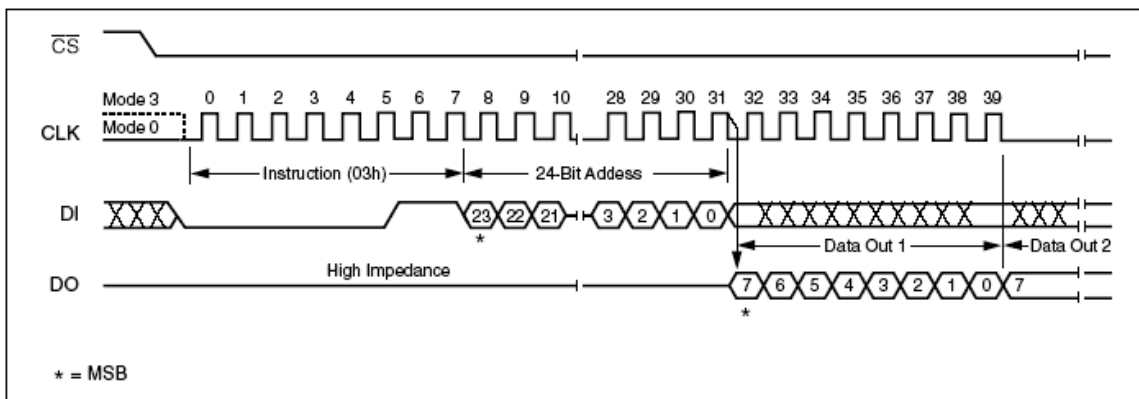 CS
Mode 3 0 1 2 3 4 5 6 7 8 9 10 28 29 30 31 32 33 34 35 36 37 38 39
CLK Mode 0
Instruction (03h) 24-Bit Addess
DI 23 22 21 3 2 1 0
* Data Out 1 Data Out 2
High Impedance
DO 7 6 5 4 3 2 1 0 7
*
* = MSB